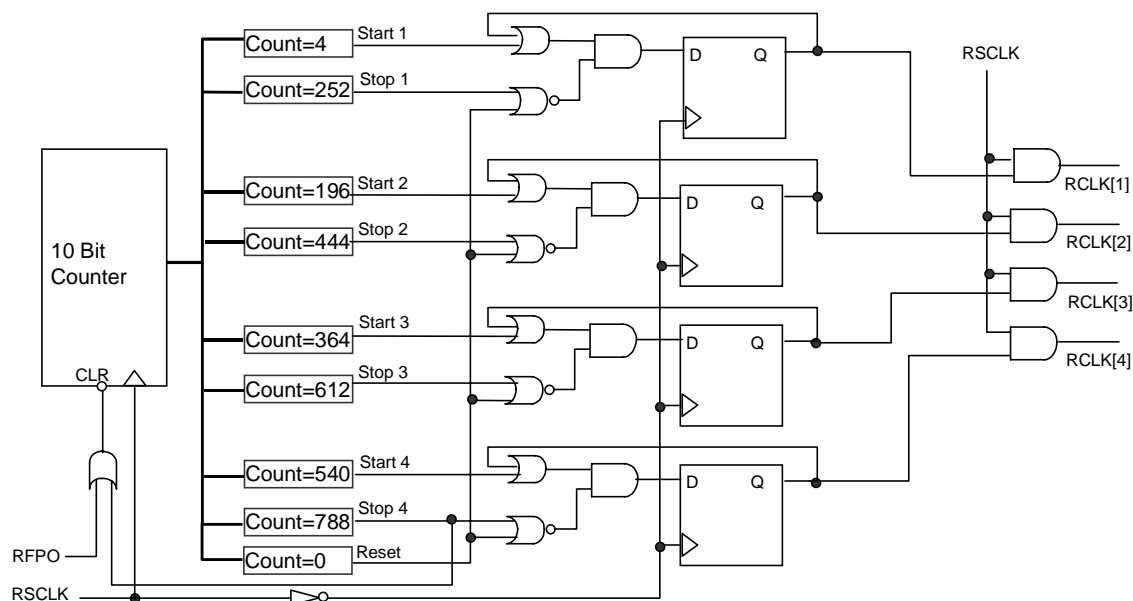 Count=4
Start 1
Count=252
Stop 1
D Q
RSCLK
RCLK[1]
Count=196
Start 2
D Q
RCLK[2]
Count=444
Stop 2
10 Bit
Counter
RCLK[3]
Count=364
Start 3
D Q
RCLK[4]
CLR
Count=612
Stop 3
Count=540
Start 4
D Q
Count=788
Stop 4
RFPO
Count=0
Reset
RSCLK